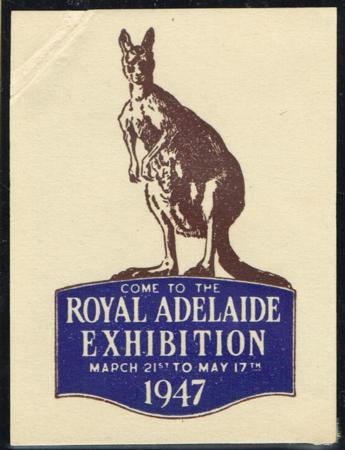 COME TO THE
ROYAL ADELAIDE
EXHIBITION
MARCH 21ST TO MAY 17TH
1947